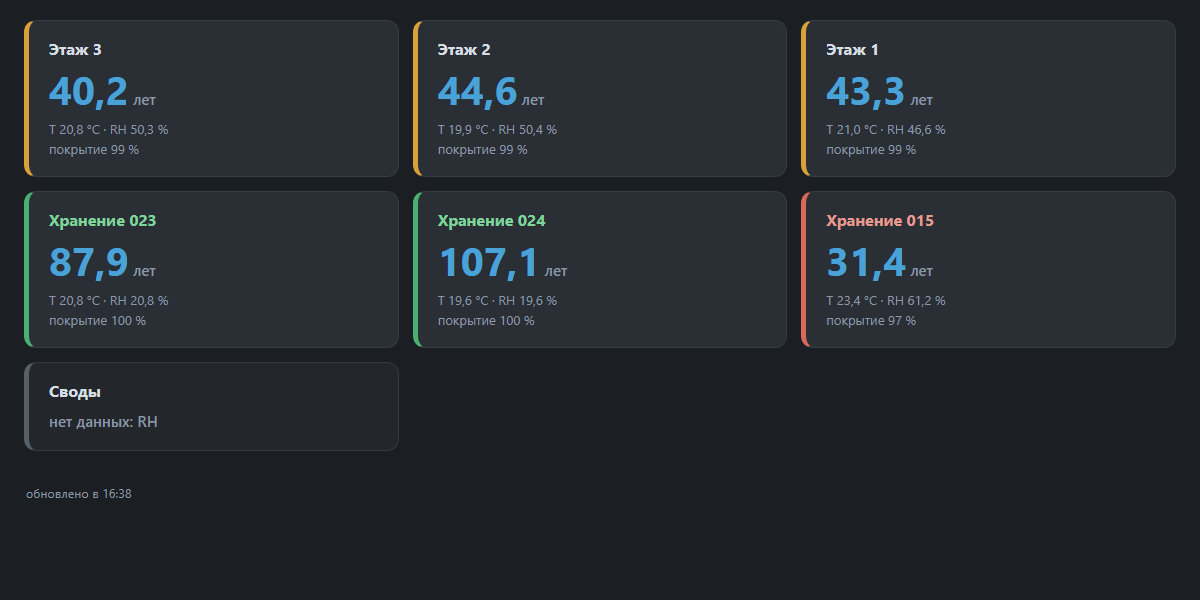 Этаж 3
40,2 лет
T 20,8 °C · RH 50,3 %
покрытие 99 %
Этаж 2
44,6 лет
T 19,9 °C · RH 50,4 %
покрытие 99 %
Этаж 1
43,3 лет
T 21,0 °C · RH 46,6 %
покрытие 99 %
Хранение 023
87,9 лет
T 20,8 °C · RH 20,8 %
покрытие 100 %
Хранение 024
107,1 лет
T 19,6 °C · RH 19,6 %
покрытие 100 %
Хранение 015
31,4 лет
T 23,4 °C · RH 61,2 %
покрытие 97 %
Своды
нет данных: RH
обновлено в 16:38